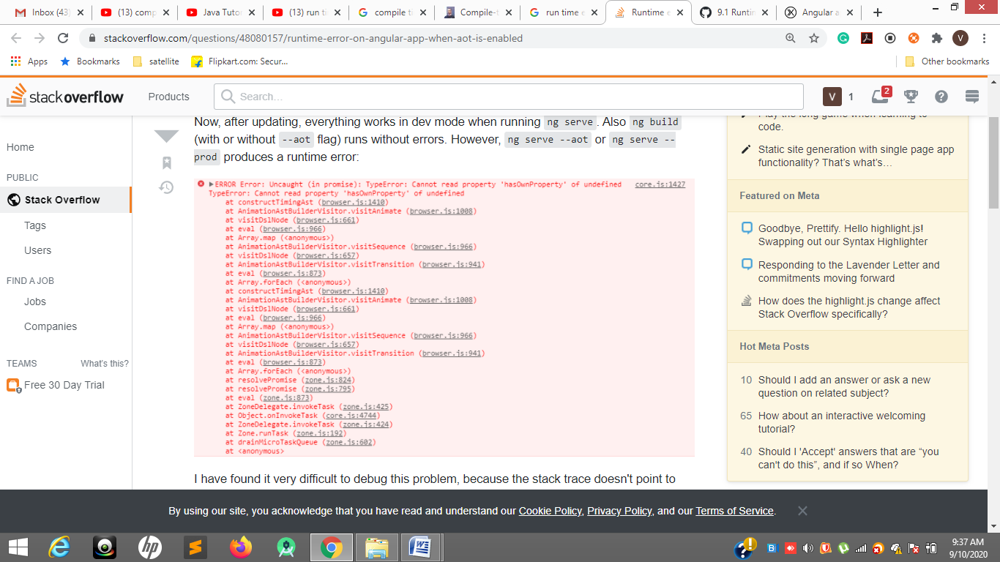 Inbox (43)
(13) comp
Java Tutor
(13) run ti
compile ti
Compile-t
run time e
Runtime e
9.1 Runtin
Angular a
stackoverflow.com/questions/48080157/runtime-error-on-angular-app-when-aot-is-enabled
V
Apps
Bookmarks
satellite
Flipkart.com: Secur...
Other bookmarks
stackoverflow
Products
Search...
V
1
2
Home
PUBLIC
Stack Overflow
Tags
Users
FIND A JOB
Jobs
Companies
TEAMS
What's this?
Free 30 Day Trial
Now, after updating, everything works in dev mode when running ng serve. Also ng build
(with or without --aot flag) runs without errors. However, ng serve --aot or ng serve --
prod produces a runtime error:
ERROR Error: Uncaught (in promise): TypeError: Cannot read property 'hasOwnProperty' of undefined core.js:1427
TypeError: Cannot read property 'hasOwnProperty' of undefined
at constructTimingAst (browser.js:1410)
at AnimationAstBuilderVisitor.visitAnimate (browser.js:1008)
at visitDslNode (browser.js:661)
at eval (browser.js:966)
at Array.map (<anonymous>)
at AnimationAstBuilderVisitor.visitSequence (browser.js:966)
at visitDslNode (browser.js:657)
at AnimationAstBuilderVisitor.visitTransition (browser.js:941)
at eval (browser.js:873)
at Array.forEach (<anonymous>)
at constructTimingAst (browser.js:1410)
at AnimationAstBuilderVisitor.visitAnimate (browser.js:1008)
at visitDslNode (browser.js:661)
at eval (browser.js:966)
at Array.map (<anonymous>)
at AnimationAstBuilderVisitor.visitSequence (browser.js:966)
at visitDslNode (browser.js:657)
at AnimationAstBuilderVisitor.visitTransition (browser.js:941)
at eval (browser.js:873)
at Array.forEach (<anonymous>)
at resolvePromise (zone.js:824)
at resolvePromise (zone.js:795)
at eval (zone.js:873)
at ZoneDelegate.invokeTask (zone.js:425)
at Object.onInvokeTask (core.js:4744)
at ZoneDelegate.invokeTask (zone.js:424)
at Zone.runTask (zone.js:192)
at drainMicroTaskQueue (zone.js:602)
at <anonymous>
I have found it very difficult to debug this problem, because the stack trace doesn't point to
Play the long game when learning to
code.
Static site generation with single page app
functionality? That's what's…
Featured on Meta
Goodbye, Prettify. Hello highlight.js!
Swapping out our Syntax Highlighter
Responding to the Lavender Letter and
commitments moving forward
How does the highlight.js change affect
Stack Overflow specifically?
Hot Meta Posts
10 Should I add an answer or ask a new
question on related subject?
65 How about an interactive welcoming
tutorial?
40 Should I 'Accept' answers that are “you
can't do this”, and if so When?
By using our site, you acknowledge that you have read and understand our Cookie Policy, Privacy Policy, and our Terms of Service.
9:37 AM
9/10/2020